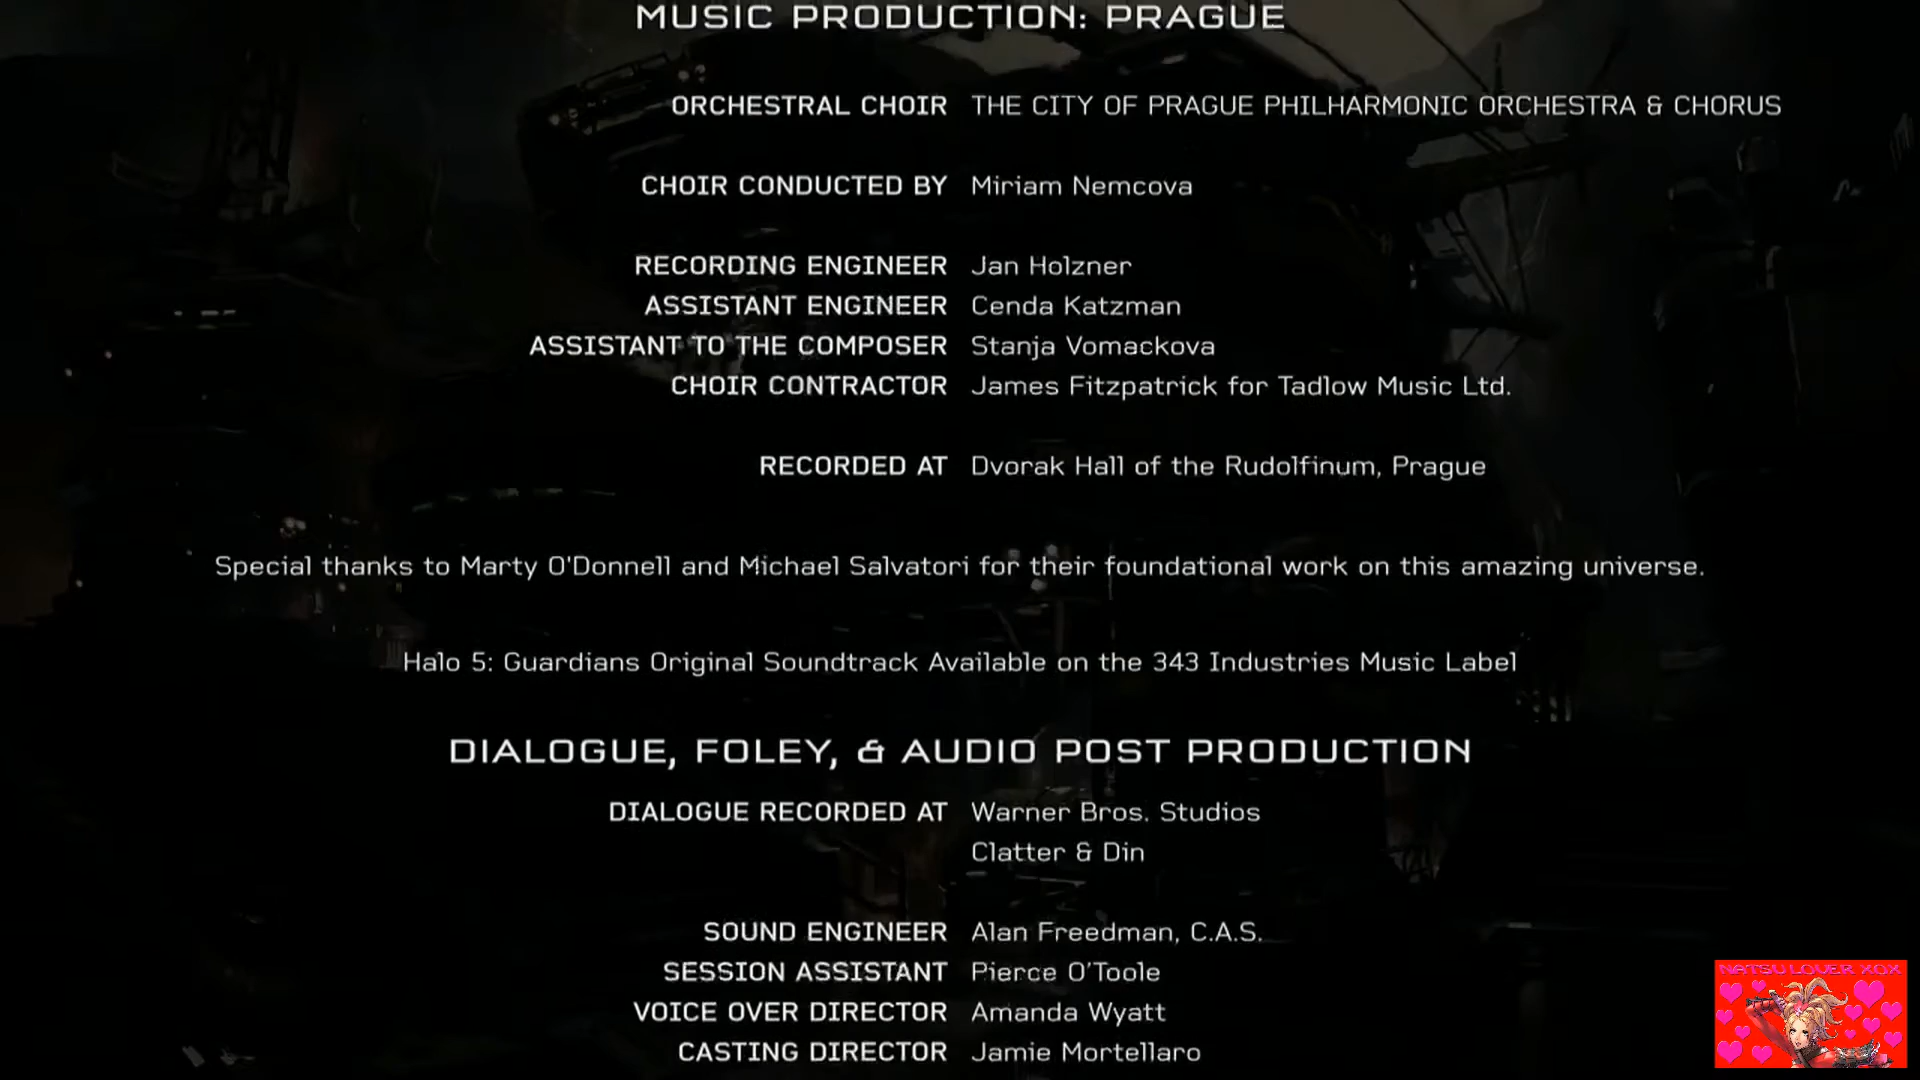 MUSIC PRODUCTION: PRAGUE
ORCHESTRAL CHOIR THE CITY OF PRAGUE PHILHARMONIC ORCHESTRA & CHORUS
CHOIR CONDUCTED BY Miriam Nemcova
RECORDING ENGINEER Jan Holzner
ASSISTANT ENGINEER Cenda Katzman
ASSISTANT TO THE COMPOSER Stanja Vomackova
CHOIR CONTRACTOR James Fitzpatrick for Tadlow Music Ltd.
RECORDED AT Dvorak Hall of the Rudolfinum, Prague
Special thanks to Marty O'Donnell and Michael Salvatori for their foundational work on this amazing universe.
Halo 5: Guardians Original Soundtrack Available on the 343 Industries Music Label
DIALOGUE, FOLEY, & AUDIO POST PRODUCTION
DIALOGUE RECORDED AT Warner Bros. Studios
Clatter & Din
SOUND ENGINEER Alan Freedman, C.A.S.
SESSION ASSISTANT Pierce O'Toole
VOICE OVER DIRECTOR Amanda Wyatt
CASTING DIRECTOR Jamie Mortellaro
NATSU LOVER XOX